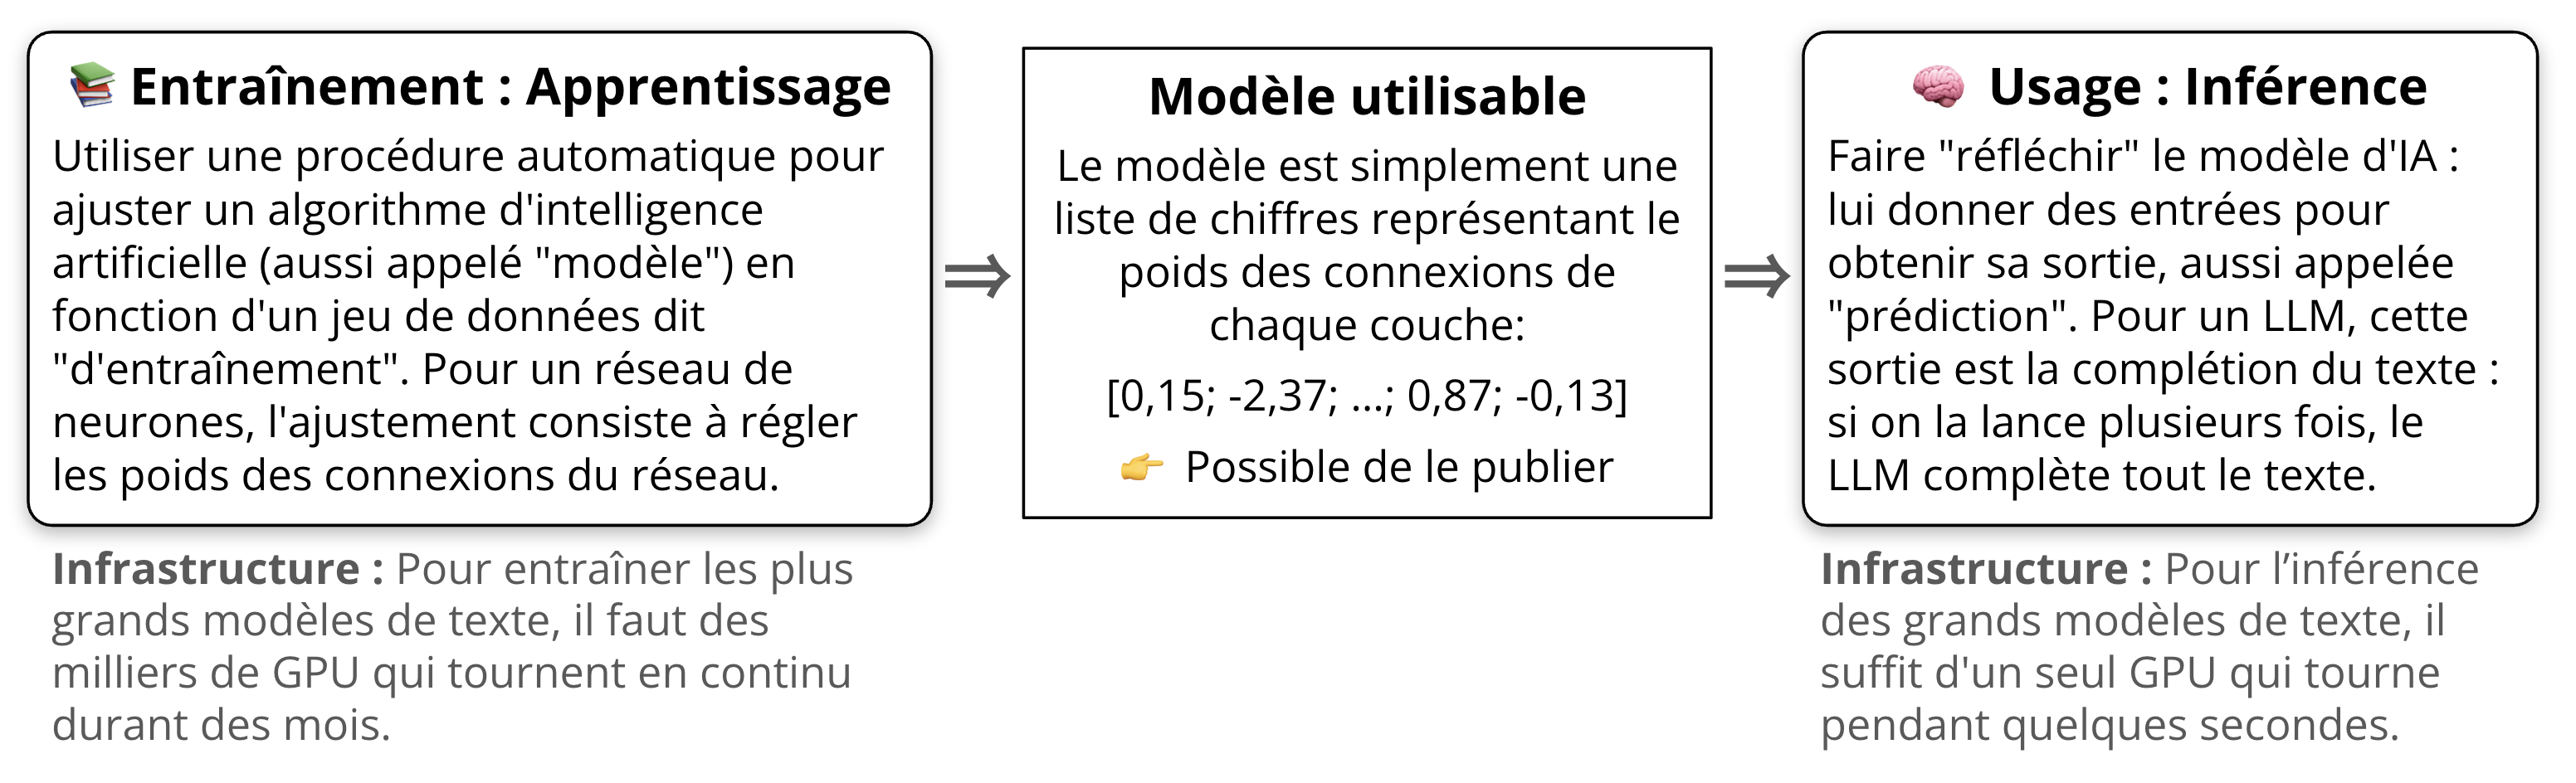 📚 Entraînement : Apprentissage
Utiliser une procédure automatique pour
ajuster un algorithme d'intelligence
artificielle (aussi appelé "modèle") en
fonction d'un jeu de données dit
"d'entraînement". Pour un réseau de
neurones, l'ajustement consiste à régler
les poids des connexions du réseau.
Infrastructure : Pour entraîner les plus
grands modèles de texte, il faut des
milliers de GPU qui tournent en continu
durant des mois.
⇒
Modèle utilisable
Le modèle est simplement une
liste de chiffres représentant le
poids des connexions de
chaque couche:
[0,15; -2,37; ...; 0,87; -0,13]
👉 Possible de le publier
⇒
🧠 Usage : Inférence
Faire "réfléchir" le modèle d'IA :
lui donner des entrées pour
obtenir sa sortie, aussi appelée
"prédiction". Pour un LLM, cette
sortie est la complétion du texte :
si on la lance plusieurs fois, le
LLM complète tout le texte.
Infrastructure : Pour l’inférence
des grands modèles de texte, il
suffit d'un seul GPU qui tourne
pendant quelques secondes.